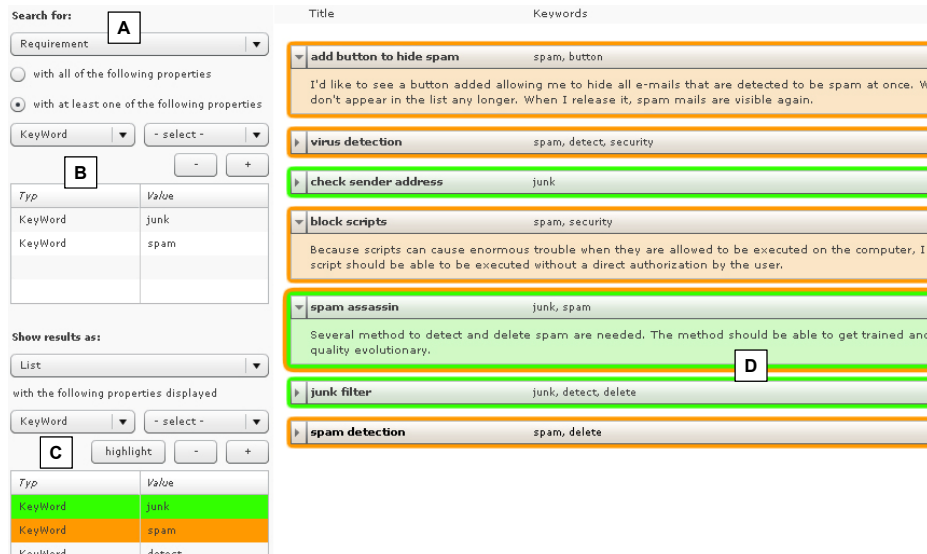 Search for:
A
Requirement
with all of the following properties
with at least one of the following properties
KeyWord - select -
- +
B
Typ Value
KeyWord junk
KeyWord spam
Show results as:
List
with the following properties displayed
KeyWord - select -
C
highlight - +
Typ Value
KeyWord junk
KeyWord spam
KeyWord detect
Title Keywords
add button to hide spam spam, button
I'd like to see a button added allowing me to hide all e-mails that are detected to be spam at once. W
don't appear in the list any longer. When I release it, spam mails are visible again.
virus detection spam, detect, security
check sender address junk
block scripts spam, security
Because scripts can cause enormous trouble when they are allowed to be executed on the computer, I
script should be able to be executed without a direct authorization by the user.
spam assassin junk, spam
Several method to detect and delete spam are needed. The method should be able to get trained and
quality evolutionary.
D
junk filter junk, detect, delete
spam detection spam, delete